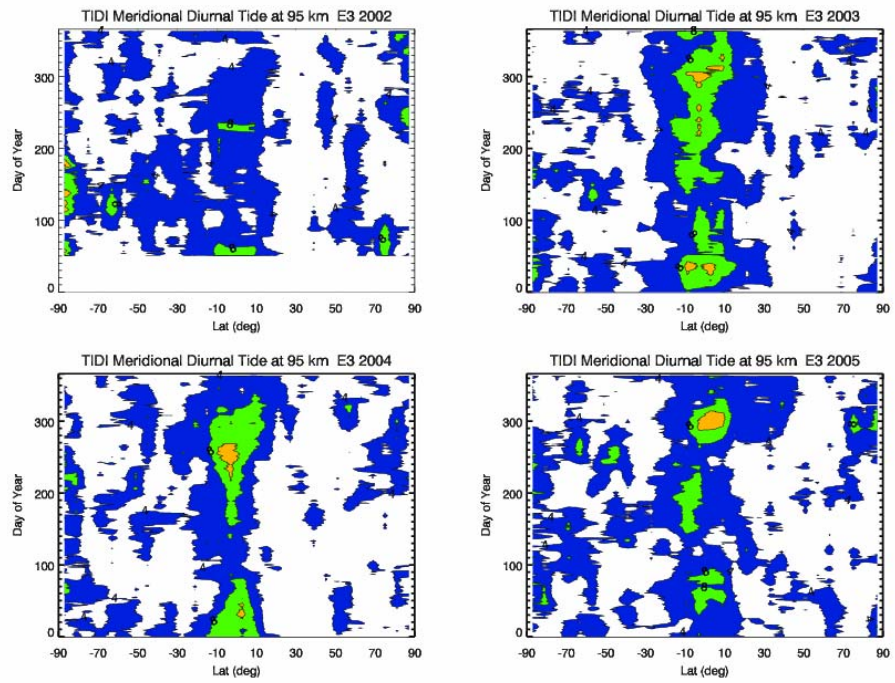 TIDI Meridional Diurnal Tide at 95 km E3 2002
TIDI Meridional Diurnal Tide at 95 km E3 2003
Day of Year
300
200
100
0
-90 -70 -50 -30 -10 10 30 50 70 90
Lat (deg)
Day of Year
300
200
100
0
-90 -70 -50 -30 -10 10 30 50 70 90
Lat (deg)
TIDI Meridional Diurnal Tide at 95 km E3 2004
TIDI Meridional Diurnal Tide at 95 km E3 2005
Day of Year
300
200
100
0
-90 -70 -50 -30 -10 10 30 50 70 90
Lat (deg)
Day of Year
300
200
100
0
-90 -70 -50 -30 -10 10 30 50 70 90
Lat (deg)